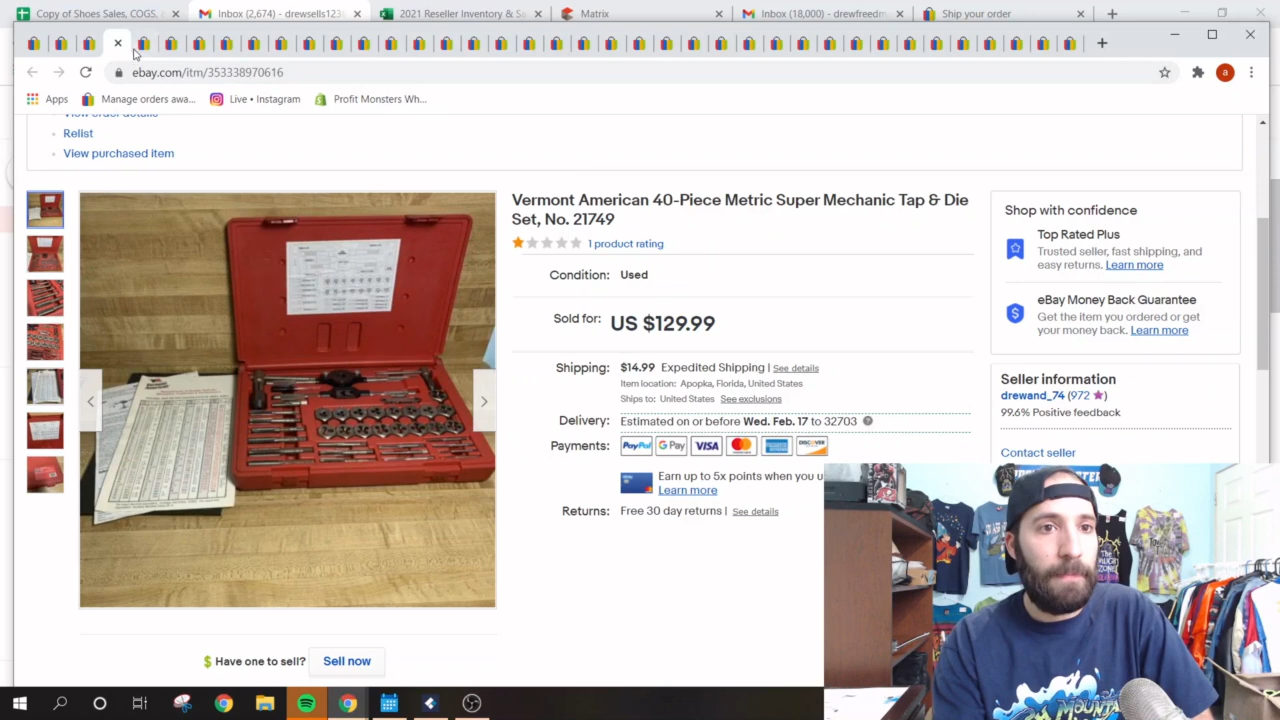 Copy of Shoes Sales, COGS,
Inbox (2,674) - drewsells123
2021 Reseller Inventory & S
Matrix
Inbox (18,000) - drewfreedm
Ship your order
ebay.com/itm/353338970616
Apps
Manage orders awa...
Live • Instagram
Profit Monsters Wh...
View order details
Relist
View purchased item
Vermont American 40-Piece Metric Super Mechanic Tap & Die
Set, No. 21749
1 product rating
Condition: Used
Sold for: US $129.99
Shipping: $14.99 Expedited Shipping | See details
Item location: Apopka, Florida, United States
Ships to: United States See exclusions
Delivery: Estimated on or before Wed. Feb. 17 to 32703
Payments: PayPal G Pay VISA DISCOVER
Earn up to 5x points when you u
Learn more
Returns: Free 30 day returns | See details
Have one to sell? Sell now
Shop with confidence
Top Rated Plus
Trusted seller, fast shipping, and
easy returns. Learn more
eBay Money Back Guarantee
Get the item you ordered or get
your money back. Learn more
Seller information
drewand_74 (972 )
99.6% Positive feedback
Contact seller
MOUNTA